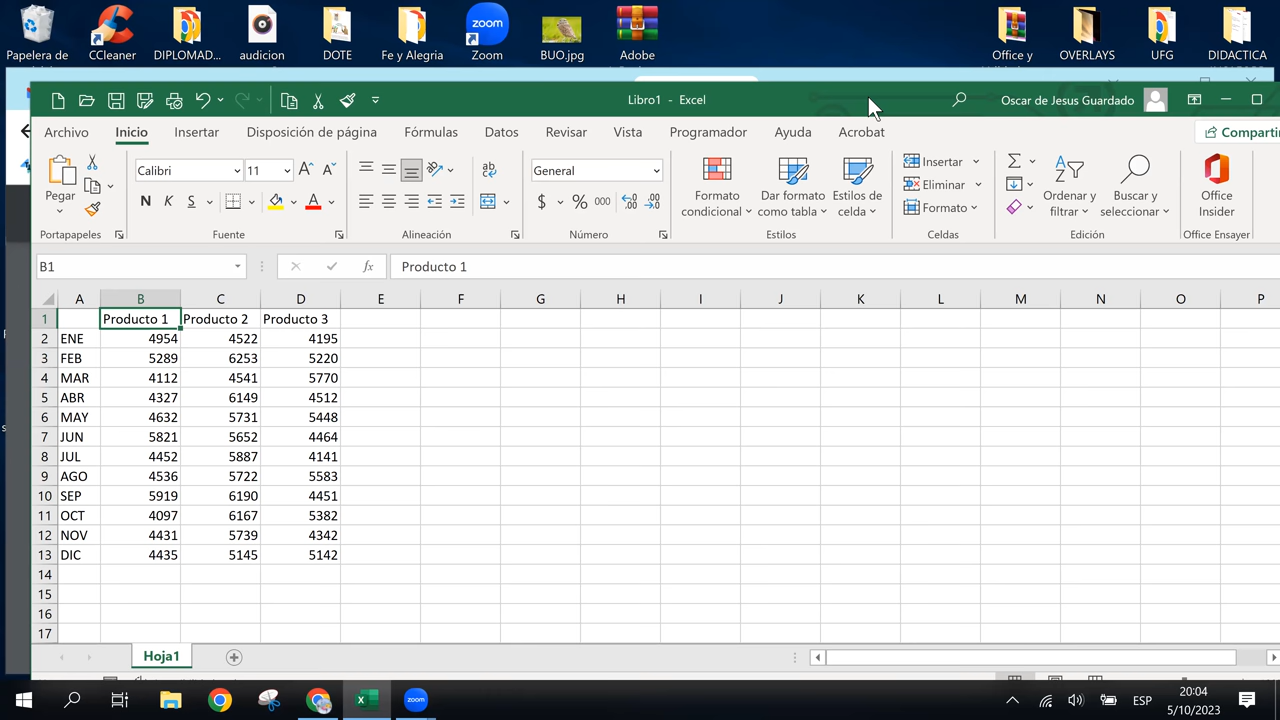 Papelera de
CCleaner
DIPLOMAD...
audicion
DOTE
Fe y Alegria
Zoom
BUO.jpg
Adobe
Office y
OVERLAYS
UFG
DIDACTICA
Libro1 - Excel
Oscar de Jesus Guardado
Archivo
Inicio
Insertar
Disposición de página
Fórmulas
Datos
Revisar
Vista
Programador
Ayuda
Acrobat
Comparti
Pegar
Calibri
11
N K S
General
$ % 000
Formato condicional
Dar formato como tabla
Estilos de celda
Insertar
Eliminar
Formato
Ordenar y filtrar
Buscar y seleccionar
Office Insider
Portapapeles
Fuente
Alineación
Número
Estilos
Celdas
Edición
Office Ensayer
B1
fx
Producto 1
A B C D E F G H I J K L M N O P
1 Producto 1 Producto 2 Producto 3
2 ENE 4954 4522 4195
3 FEB 5289 6253 5220
4 MAR 4112 4541 5770
5 ABR 4327 6149 4512
6 MAY 4632 5731 5448
7 JUN 5821 5652 4464
8 JUL 4452 5887 4141
9 AGO 4536 5722 5583
10 SEP 5919 6190 4451
11 OCT 4097 6167 5382
12 NOV 4431 5739 4342
13 DIC 4435 5145 5142
14
15
16
17
Hoja1
zoom
ESP
20:04
5/10/2023